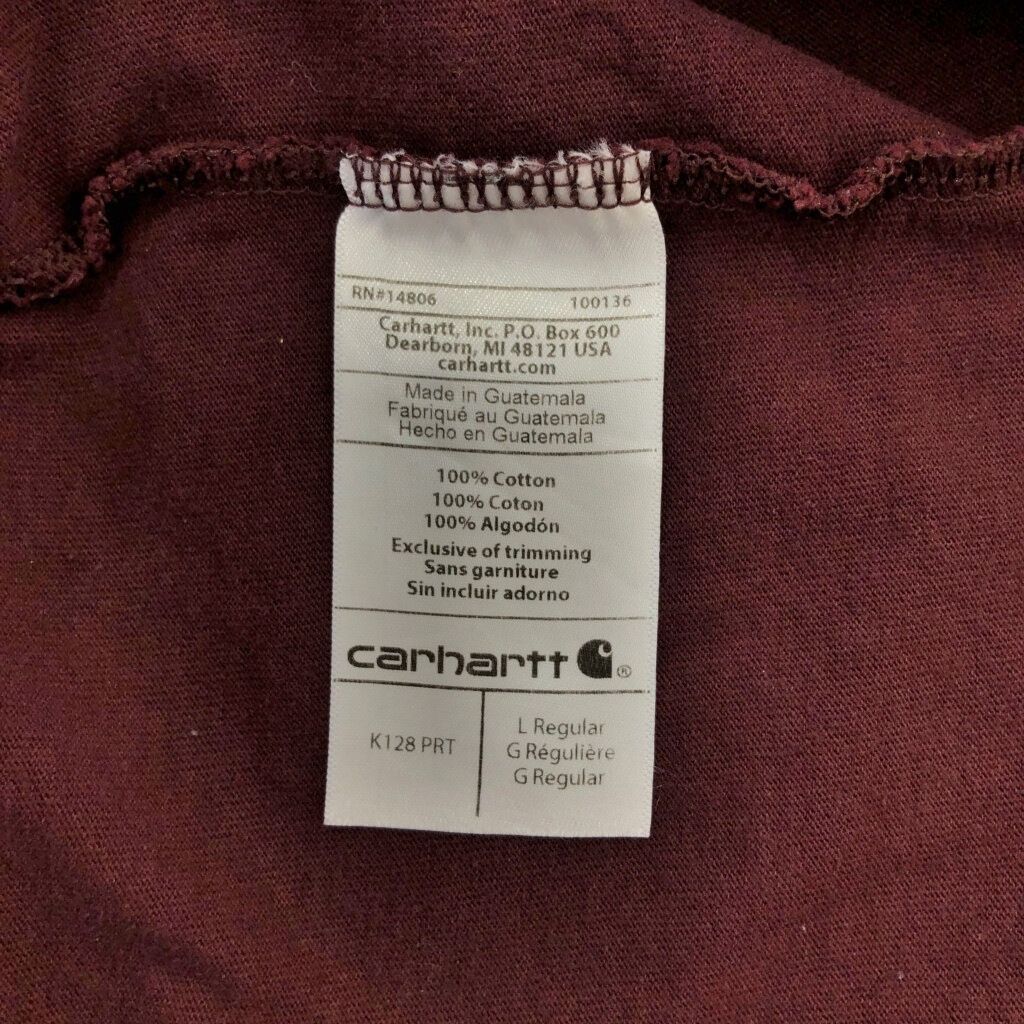 RN#14806 100136
Carhartt, Inc. P.O. Box 600
Dearborn, MI 48121 USA
carhartt.com
Made in Guatemala
Fabriqué au Guatemala
Hecho en Guatemala
100% Cotton
100% Coton
100% Algodón
Exclusive of trimming
Sans garniture
Sin incluir adorno
carhartt ®
K128 PRT
L Regular
G Régulière
G Regular